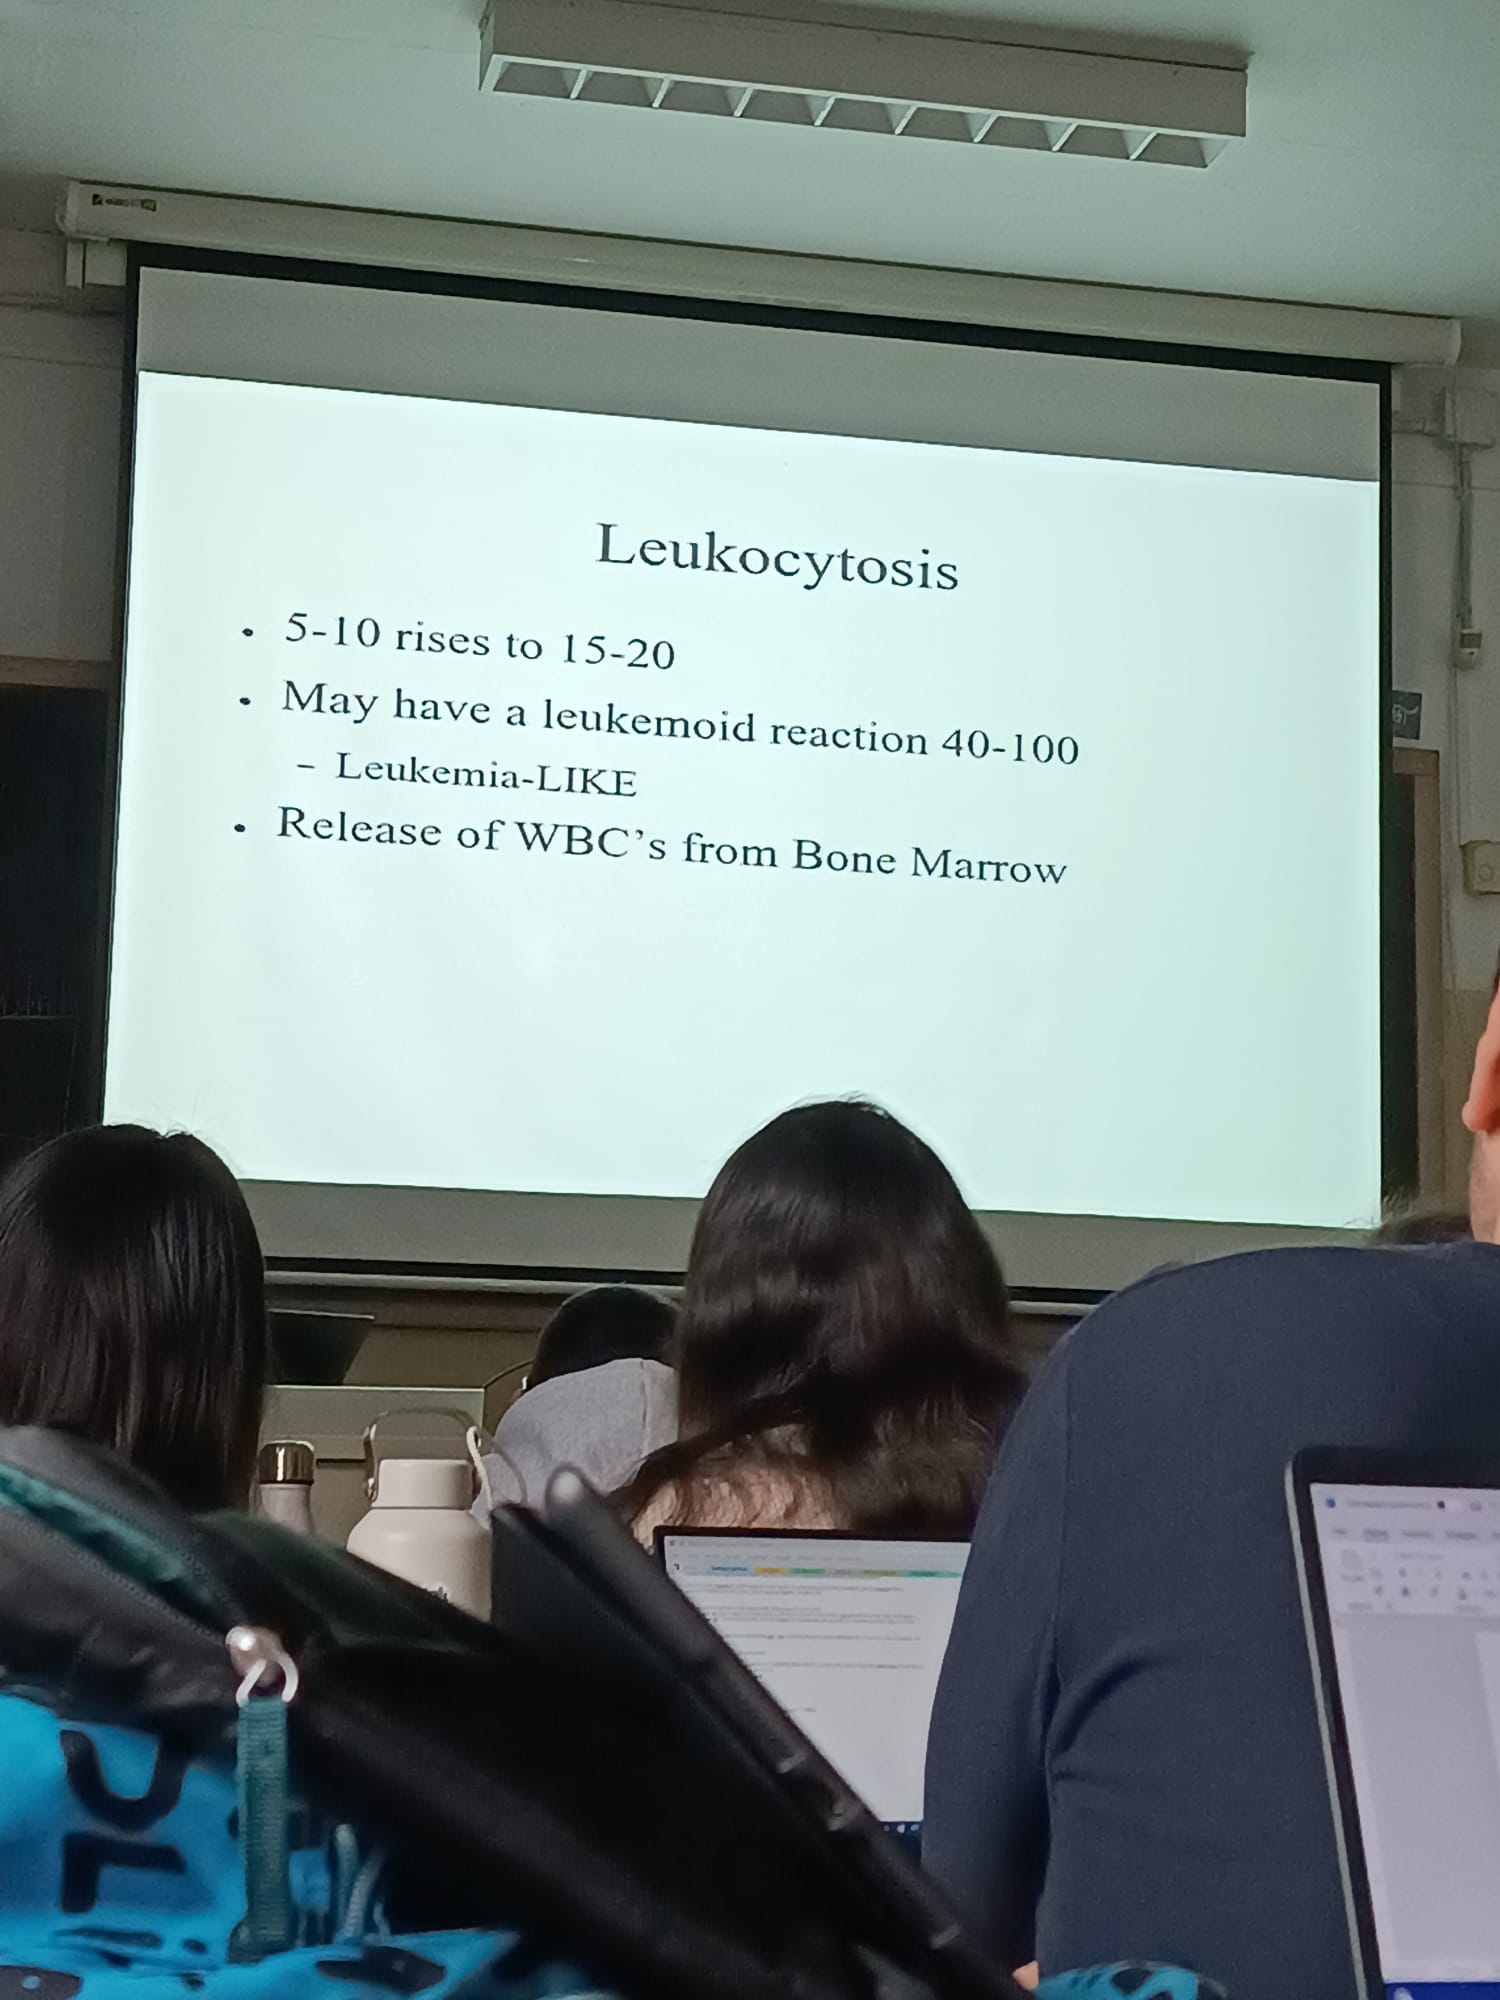 Leukocytosis
• 5-10 rises to 15-20
• May have a leukemoid reaction 40-100
– Leukemia-LIKE
• Release of WBC’s from Bone Marrow